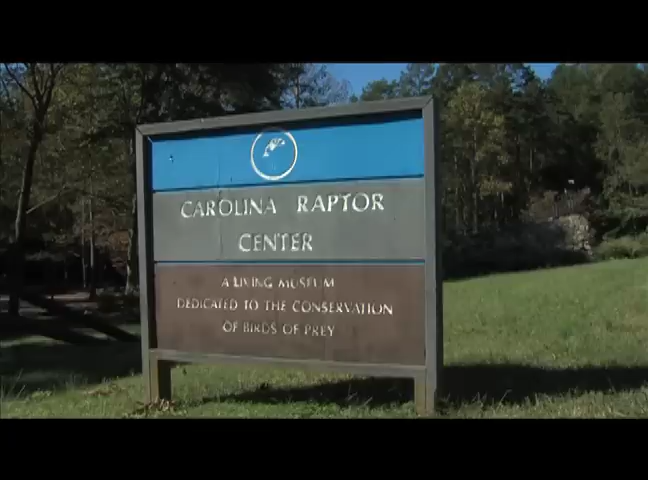 CAROLINA RAPTOR
CENTER
A LIVING MUSEUM
DEDICATED TO THE CONSERVATION
OF BIRDS OF PREY